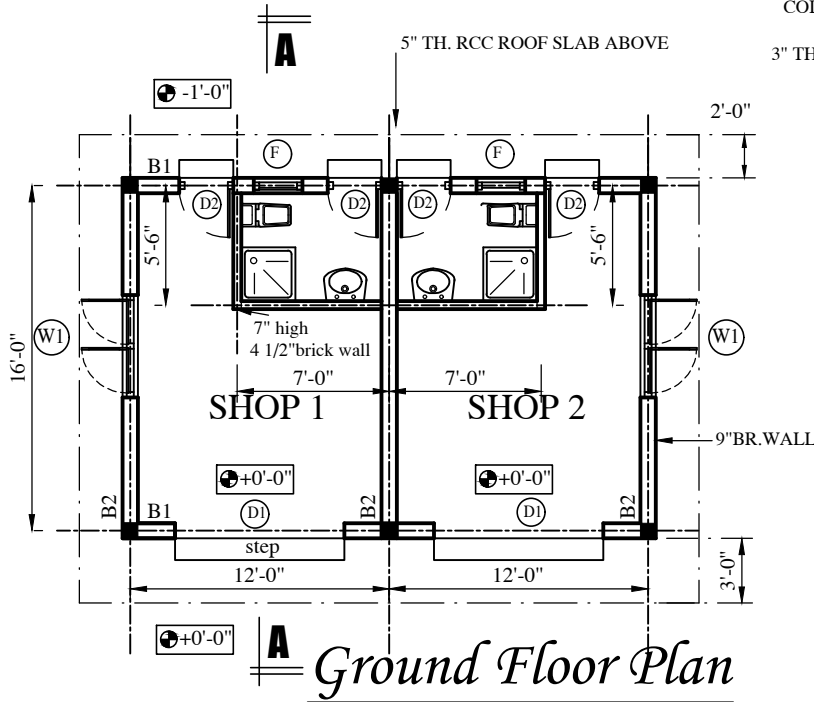 COL
A
5" TH. RCC ROOF SLAB ABOVE
3" TH
-1'-0"
2'-0"
B1
F
F
D2
D2
D2
D2
5'-6"
5'-6"
16'-0"
W1
W1
7" high
4 1/2"brick wall
7'-0"
7'-0"
SHOP 1
SHOP 2
9"BR.WALL
+0'-0"
+0'-0"
B2
B1
D1
B2
D1
B2
step
12'-0"
12'-0"
3'-0"
+0'-0"
A
Ground Floor Plan